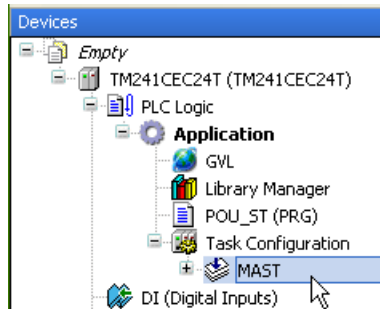 Devices
Empty
TM241CEC24T (TM241CEC24T)
PLC Logic
Application
GVL
Library Manager
POU_ST (PRG)
Task Configuration
MAST
DI (Digital Inputs)